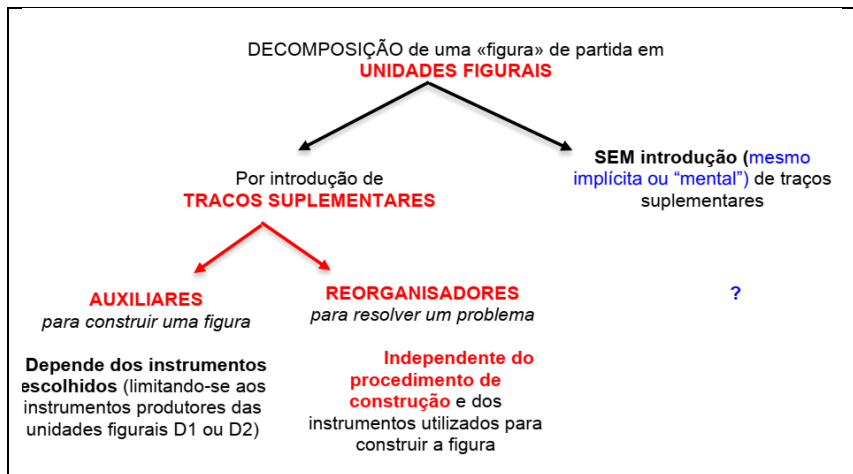 DECOMPOSIÇÃO de uma «figura» de partida em
UNIDADES FIGURAIS
Por introdução de
TRACOS SUPLEMENTARES
SEM introdução (mesmo
implícita ou “mental”) de traços
suplementares
AUXILIARES
para construir uma figura
REORGANISADORES
para resolver um problema
?
Depende dos instrumentos
escolhidos (limitando-se aos
instrumentos produtores das
unidades figurais D1 ou D2)
Independente do
procedimento de
construção e dos
instrumentos utilizados para
construir a figura